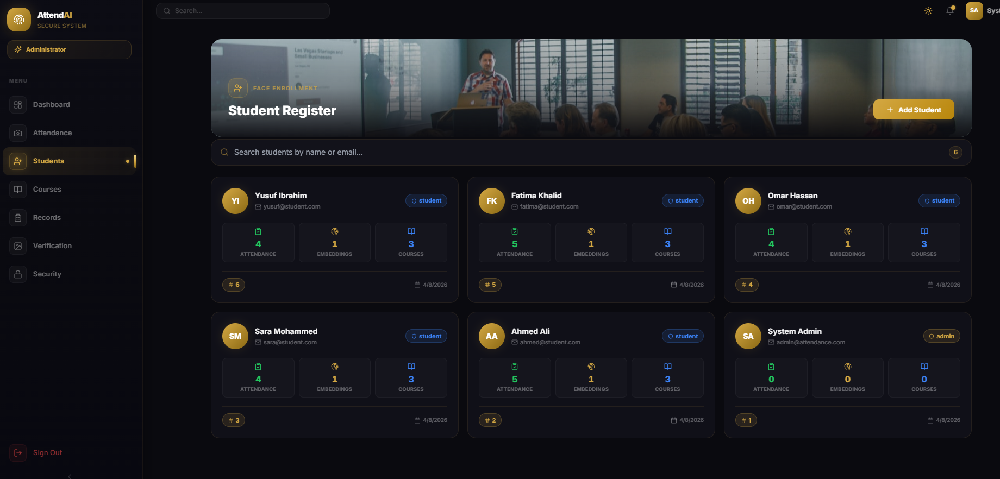 AttendAI
SECURE SYSTEM
Administrator
MENU
Dashboard
Attendance
Students
Courses
Records
Verification
Security
Sign Out
Search...
SA
Syst
Las Vegas Startups and
Small Businesses
FACE ENROLLMENT
Student Register
+ Add Student
Search students by name or email...
6
YI
Yusuf Ibrahim
yusuf@student.com
student
4
ATTENDANCE
1
EMBEDDINGS
3
COURSES
# 6
4/8/2026
FK
Fatima Khalid
fatima@student.com
student
5
ATTENDANCE
1
EMBEDDINGS
3
COURSES
# 5
4/8/2026
OH
Omar Hassan
omar@student.com
student
4
ATTENDANCE
1
EMBEDDINGS
3
COURSES
# 4
4/8/2026
SM
Sara Mohammed
sara@student.com
student
4
ATTENDANCE
1
EMBEDDINGS
3
COURSES
# 3
4/8/2026
AA
Ahmed Ali
ahmed@student.com
student
5
ATTENDANCE
1
EMBEDDINGS
3
COURSES
# 2
4/8/2026
SA
System Admin
admin@attendance.com
admin
0
ATTENDANCE
0
EMBEDDINGS
0
COURSES
# 1
4/8/2026